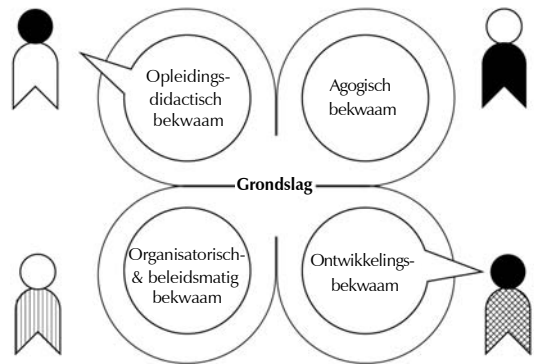 Opleidings-
didactisch
bekwaam
Agogisch
bekwaam
Grondslag
Organisatorisch-
& beleidsmatig
bekwaam
Ontwikkelings-
bekwaam